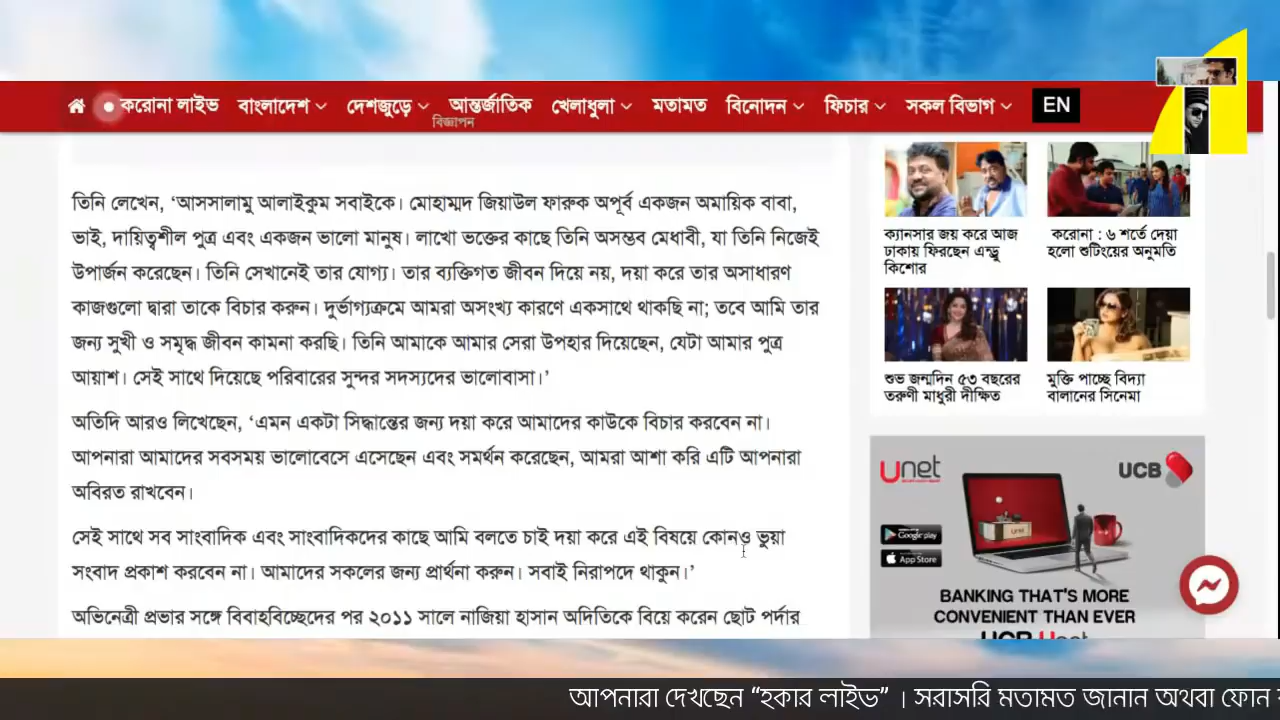 করোনা লাইভ বাংলাদেশ দেশজুড়ে আন্তর্জাতিক খেলাধুলা মতামত বিনোদন ফিচার সকল বিভাগ EN
বিজ্ঞাপন
তিনি লেখেন, ‘আসসালামু আলাইকুম সবাইকে। মোহাম্মদ জিয়াউল ফারুক অপূর্ব একজন অমায়িক বাবা,
ভাই, দায়িত্বশীল পুত্র এবং একজন ভালো মানুষ। লাখো ভক্তের কাছে তিনি অসম্ভব মেধাবী, যা তিনি নিজেই
উপার্জন করেছেন। তিনি সেখানেই তার যোগ্য। তার ব্যক্তিগত জীবন দিয়ে নয়, দয়া করে তার অসাধারণ
কাজগুলো দ্বারা তাকে বিচার করুন। দুর্ভাগ্যক্রমে আমরা অসংখ্য কারণে একসাথে থাকছি না; তবে আমি তার
জন্য সুখী ও সমৃদ্ধ জীবন কামনা করছি। তিনি আমাকে আমার সেরা উপহার দিয়েছেন, যেটা আমার পুত্র
আয়াশ। সেই সাথে দিয়েছে পরিবারের সুন্দর সদস্যদের ভালোবাসা।’
অতিদি আরও লিখেছেন, ‘এমন একটা সিদ্ধান্তের জন্য দয়া করে আমাদের কাউকে বিচার করবেন না।
আপনারা আমাদের সবসময় ভালোবেসে এসেছেন এবং সমর্থন করেছেন, আমরা আশা করি এটি আপনারা
অবিরত রাখবেন।
সেই সাথে সব সাংবাদিক এবং সাংবাদিকদের কাছে আমি বলতে চাই দয়া করে এই বিষয়ে কোনও ভুয়া
সংবাদ প্রকাশ করবেন না। আমাদের সকলের জন্য প্রার্থনা করুন। সবাই নিরাপদে থাকুন।’
অভিনেত্রী প্রভার সঙ্গে বিবাহবিচ্ছেদের পর ২০১১ সালে নাজিয়া হাসান অদিতিকে বিয়ে করেন ছোট পর্দার
ক্যানসার জয় করে আজ
ঢাকায় ফিরছেন এন্ড্রু
কিশোর
করোনা : ৬ শর্তে দেয়া
হলো শুটিংয়ের অনুমতি
শুভ জন্মদিন ৫৩ বছরের
তরুণী মাধুরী দীক্ষিত
মুক্তি পাচ্ছে বিদ্যা
বালানের সিনেমা
Unet
UCB
Google play
App Store
BANKING THAT'S MORE
CONVENIENT THAN EVER
UCB Unet
আপনারা দেখছেন “হকার লাইভ” । সরাসরি মতামত জানান অথবা ফোন